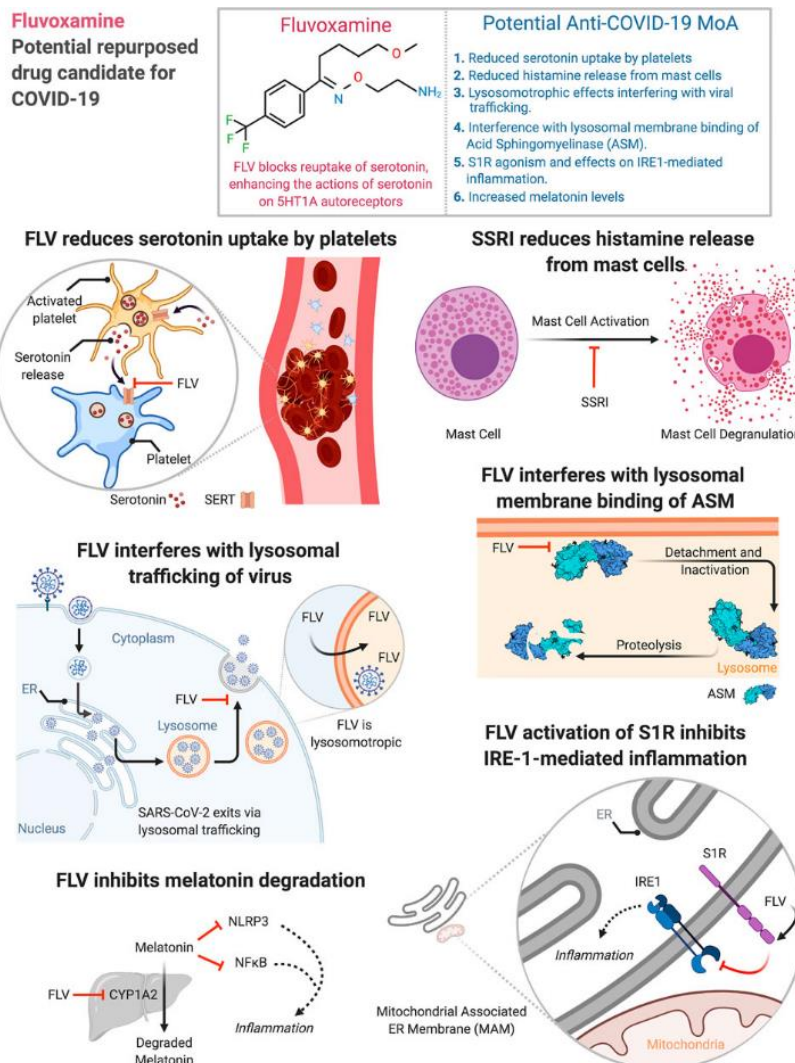 Fluvoxamine
Potential repurposed
drug candidate for
COVID-19
Fluvoxamine
O
O
N
NH₂
F
F
F
FLV blocks reuptake of serotonin,
enhancing the actions of serotonin
on 5HT1A autoreceptors
Potential Anti-COVID-19 MoA
1. Reduced serotonin uptake by platelets
2. Reduced histamine release from mast cells
3. Lysosomotrophic effects interfering with viral
trafficking.
4. Interference with lysosomal membrane binding of
Acid Sphingomyelinase (ASM).
5. S1R agonism and effects on IRE1-mediated
inflammation.
6. Increased melatonin levels
FLV reduces serotonin uptake by platelets
Activated
platelet
Serotonin
release
FLV
Platelet
Serotonin
SERT
SSRI reduces histamine release
from mast cells
Mast Cell Activation
SSRI
Mast Cell
Mast Cell Degranulation
FLV interferes with lysosomal
membrane binding of ASM
FLV
Detachment and
Inactivation
Proteolysis
Lysosome
ASM
FLV interferes with lysosomal
trafficking of virus
Cytoplasm
ER
FLV
Lysosome
Nucleus
SARS-CoV-2 exits via
lysosomal trafficking
FLV
FLV
FLV
FLV is
lysosomotropic
FLV activation of S1R inhibits
IRE-1-mediated inflammation
ER
S1R
IRE1
FLV
Inflammation
Mitochondrial Associated
ER Membrane (MAM)
Mitochondria
FLV inhibits melatonin degradation
NLRP3
Melatonin
NFκB
FLV
CYP1A2
Inflammation
Degraded
Melatonin